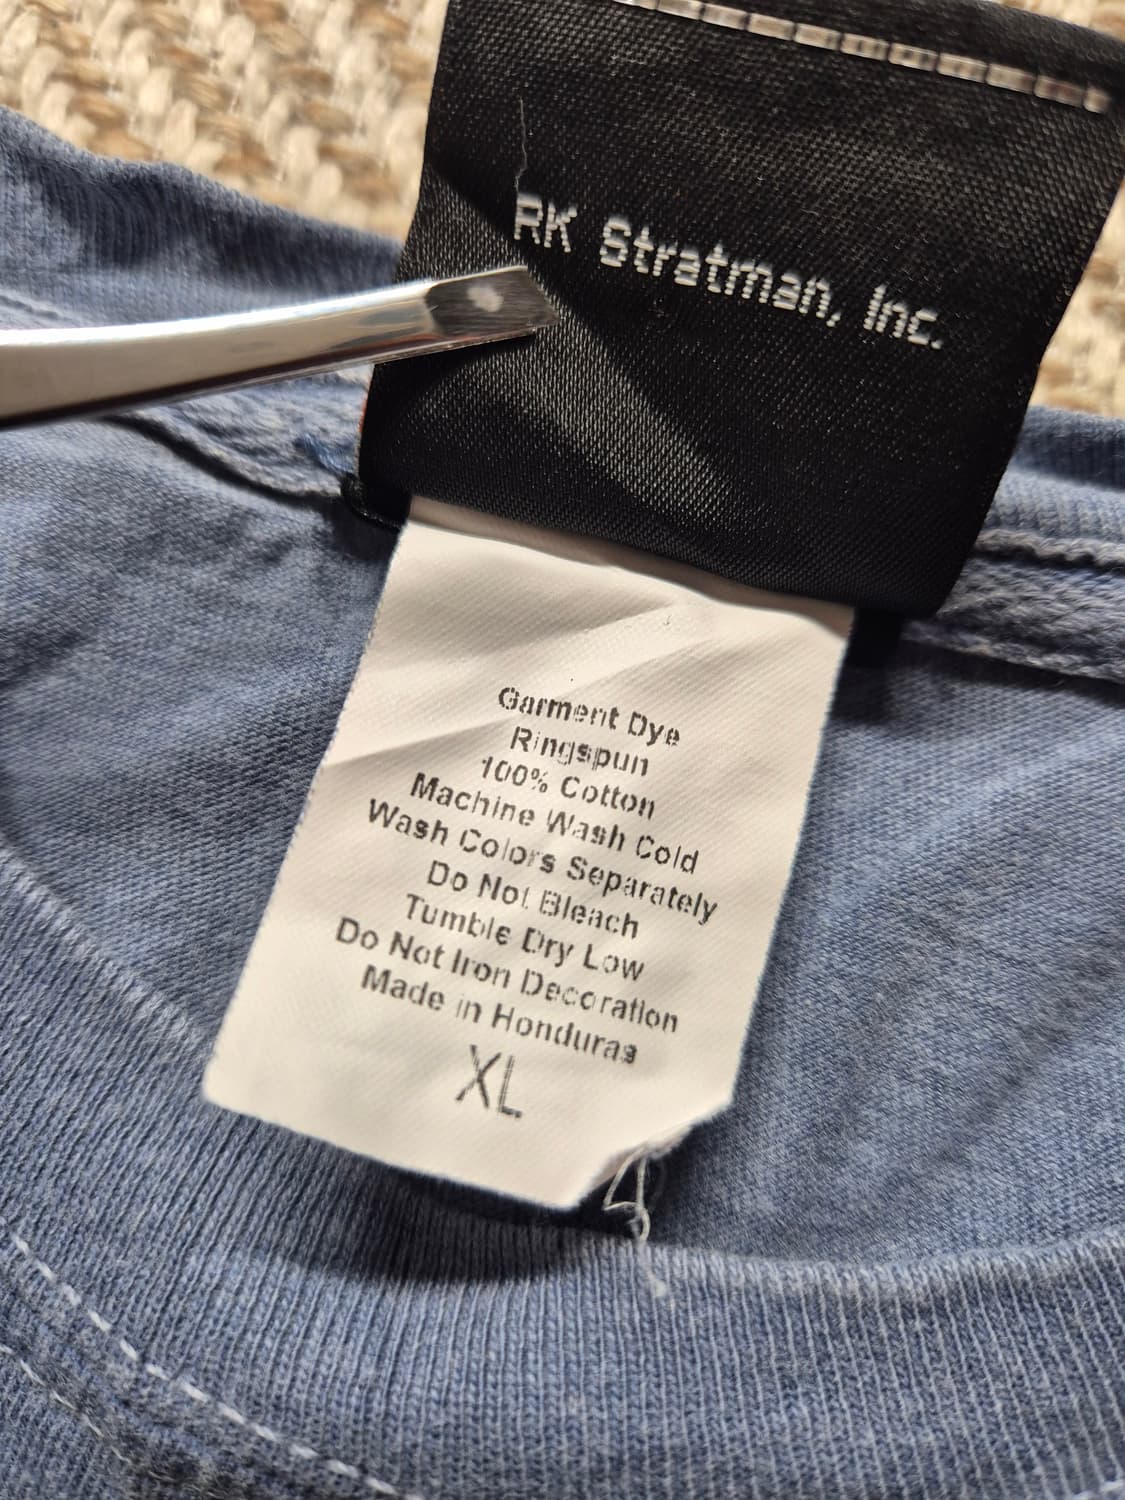 RK Stratman, Inc.
Garment Dye
Ringspun
100% Cotton
Machine Wash Cold
Wash Colors Separately
Do Not Bleach
Tumble Dry Low
Do Not Iron Decoration
Made in Honduras
XL